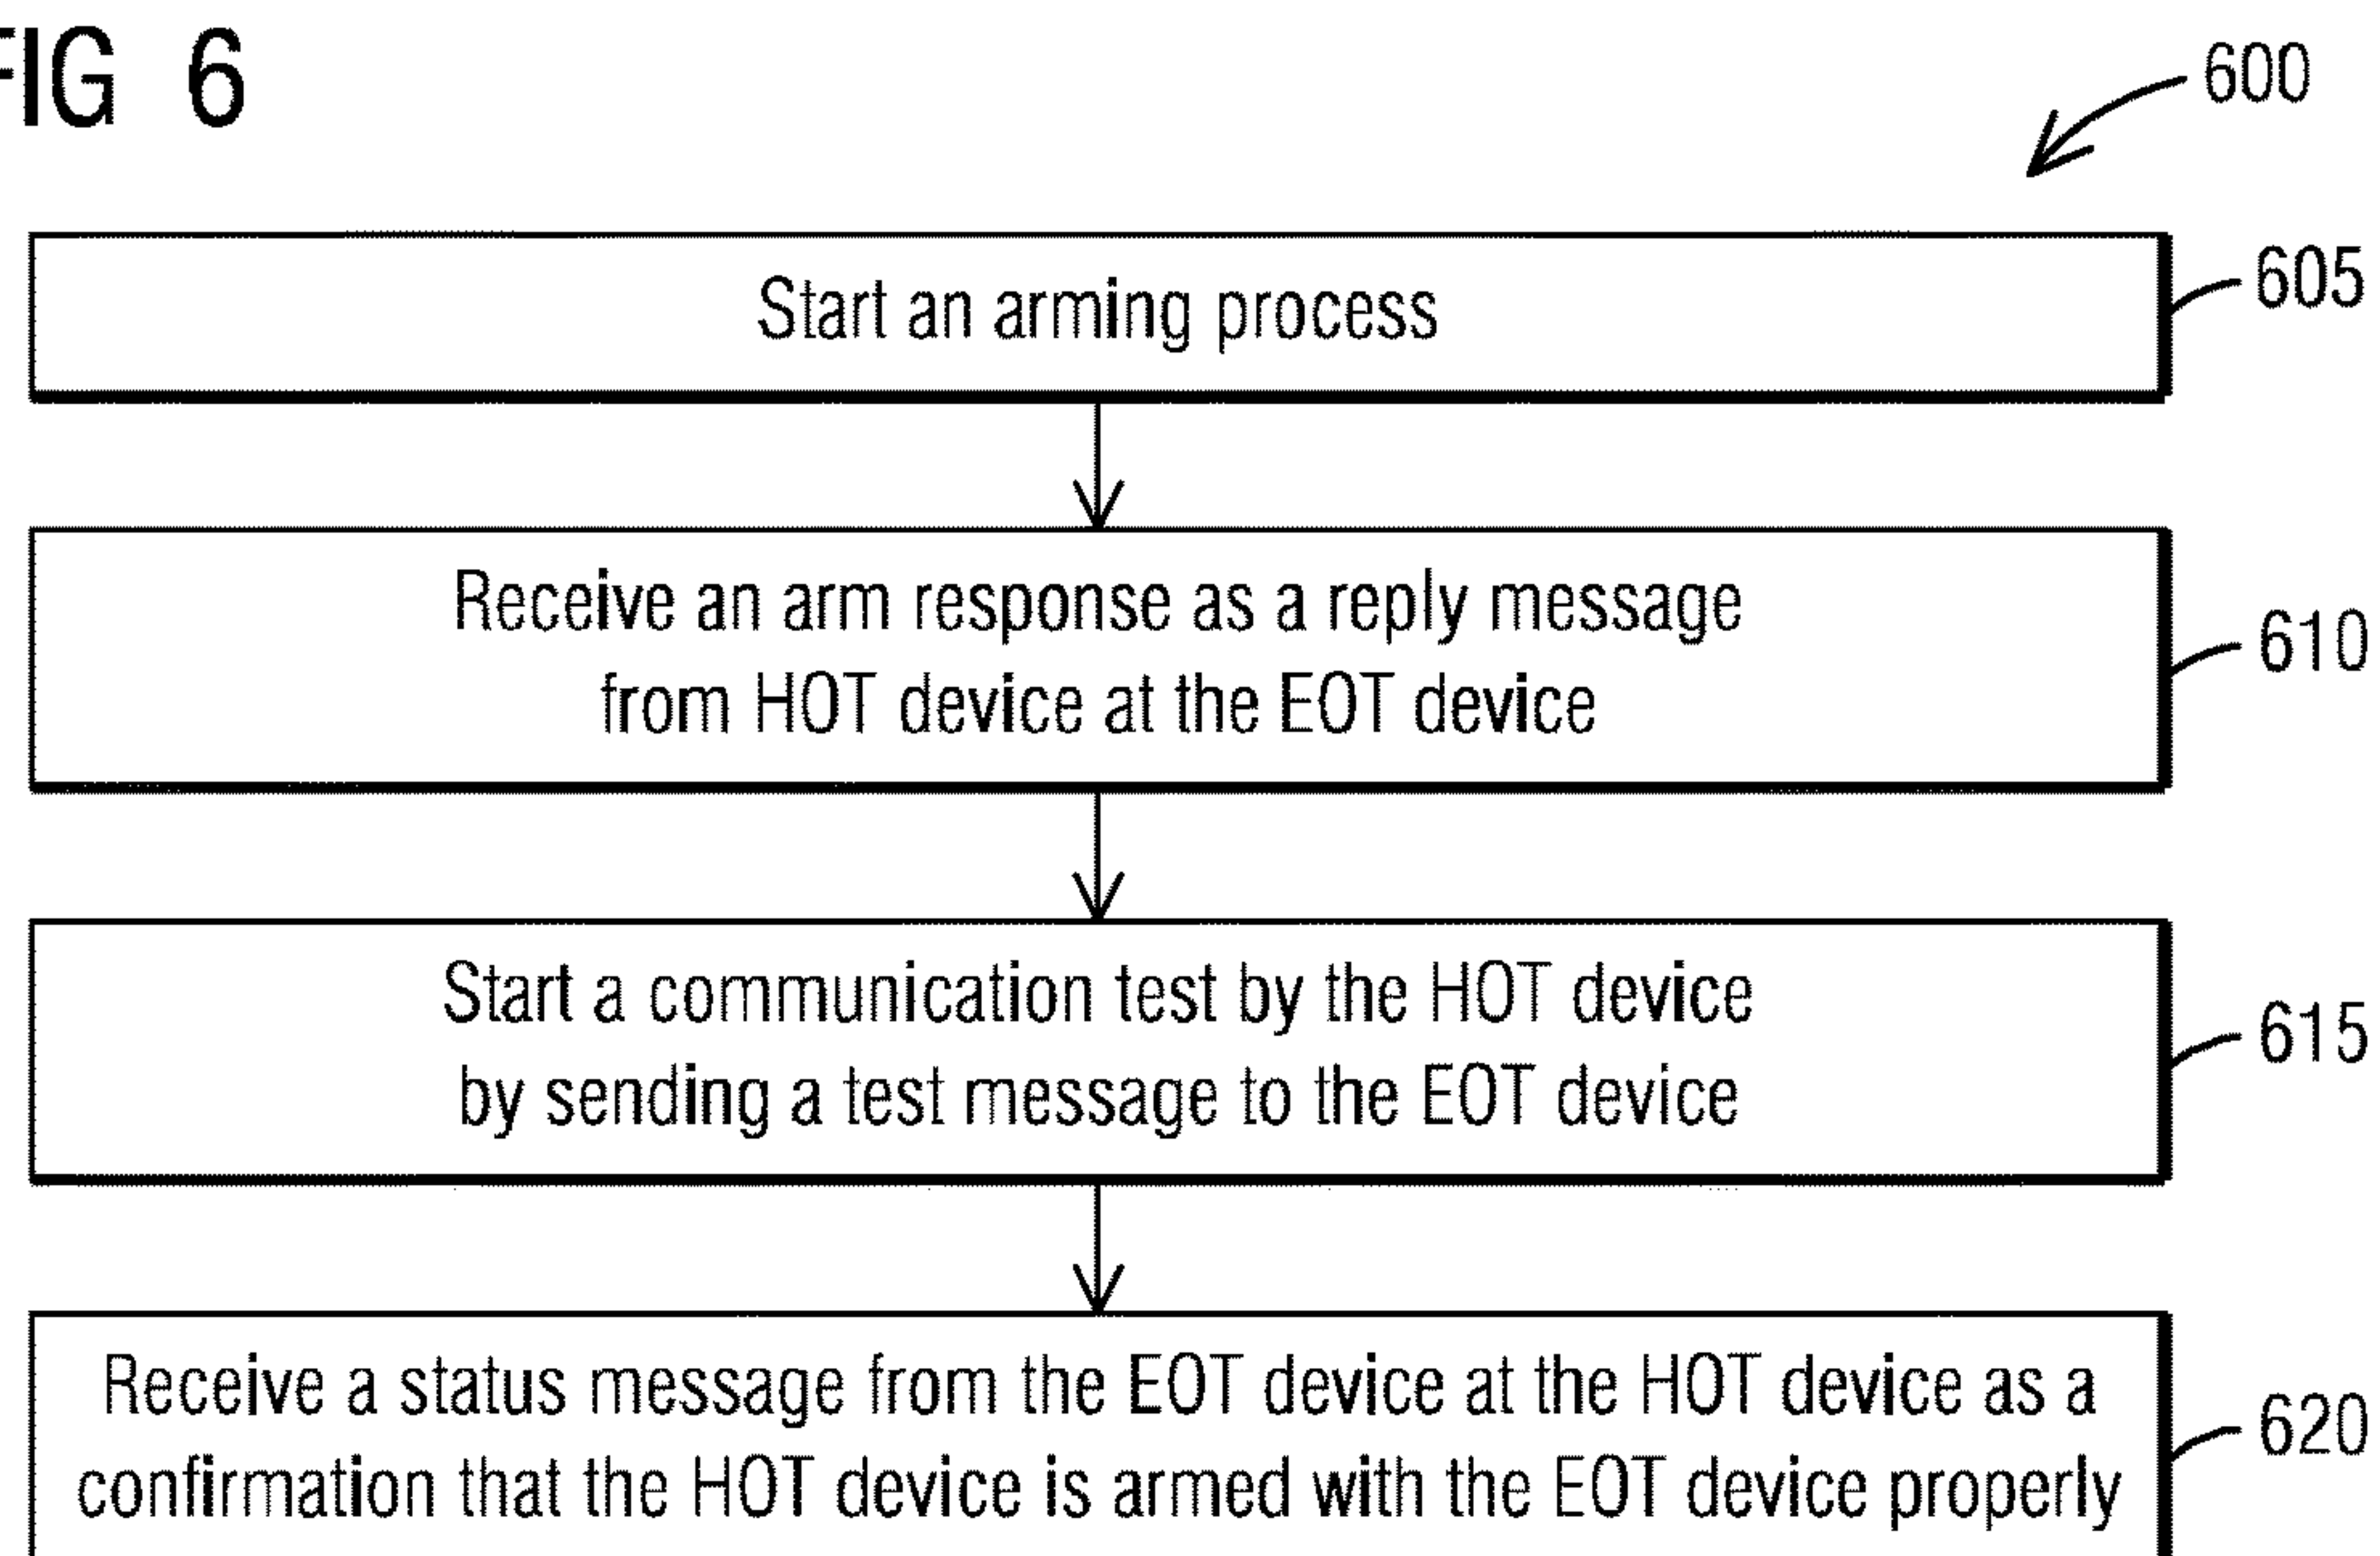 FIG 6
600
Start an arming process
605
Receive an arm response as a reply message
from HOT device at the EOT device
610
Start a communication test by the HOT device
by sending a test message to the EOT device
615
Receive a status message from the EOT device at the HOT device as a
confirmation that the HOT device is armed with the EOT device properly
620